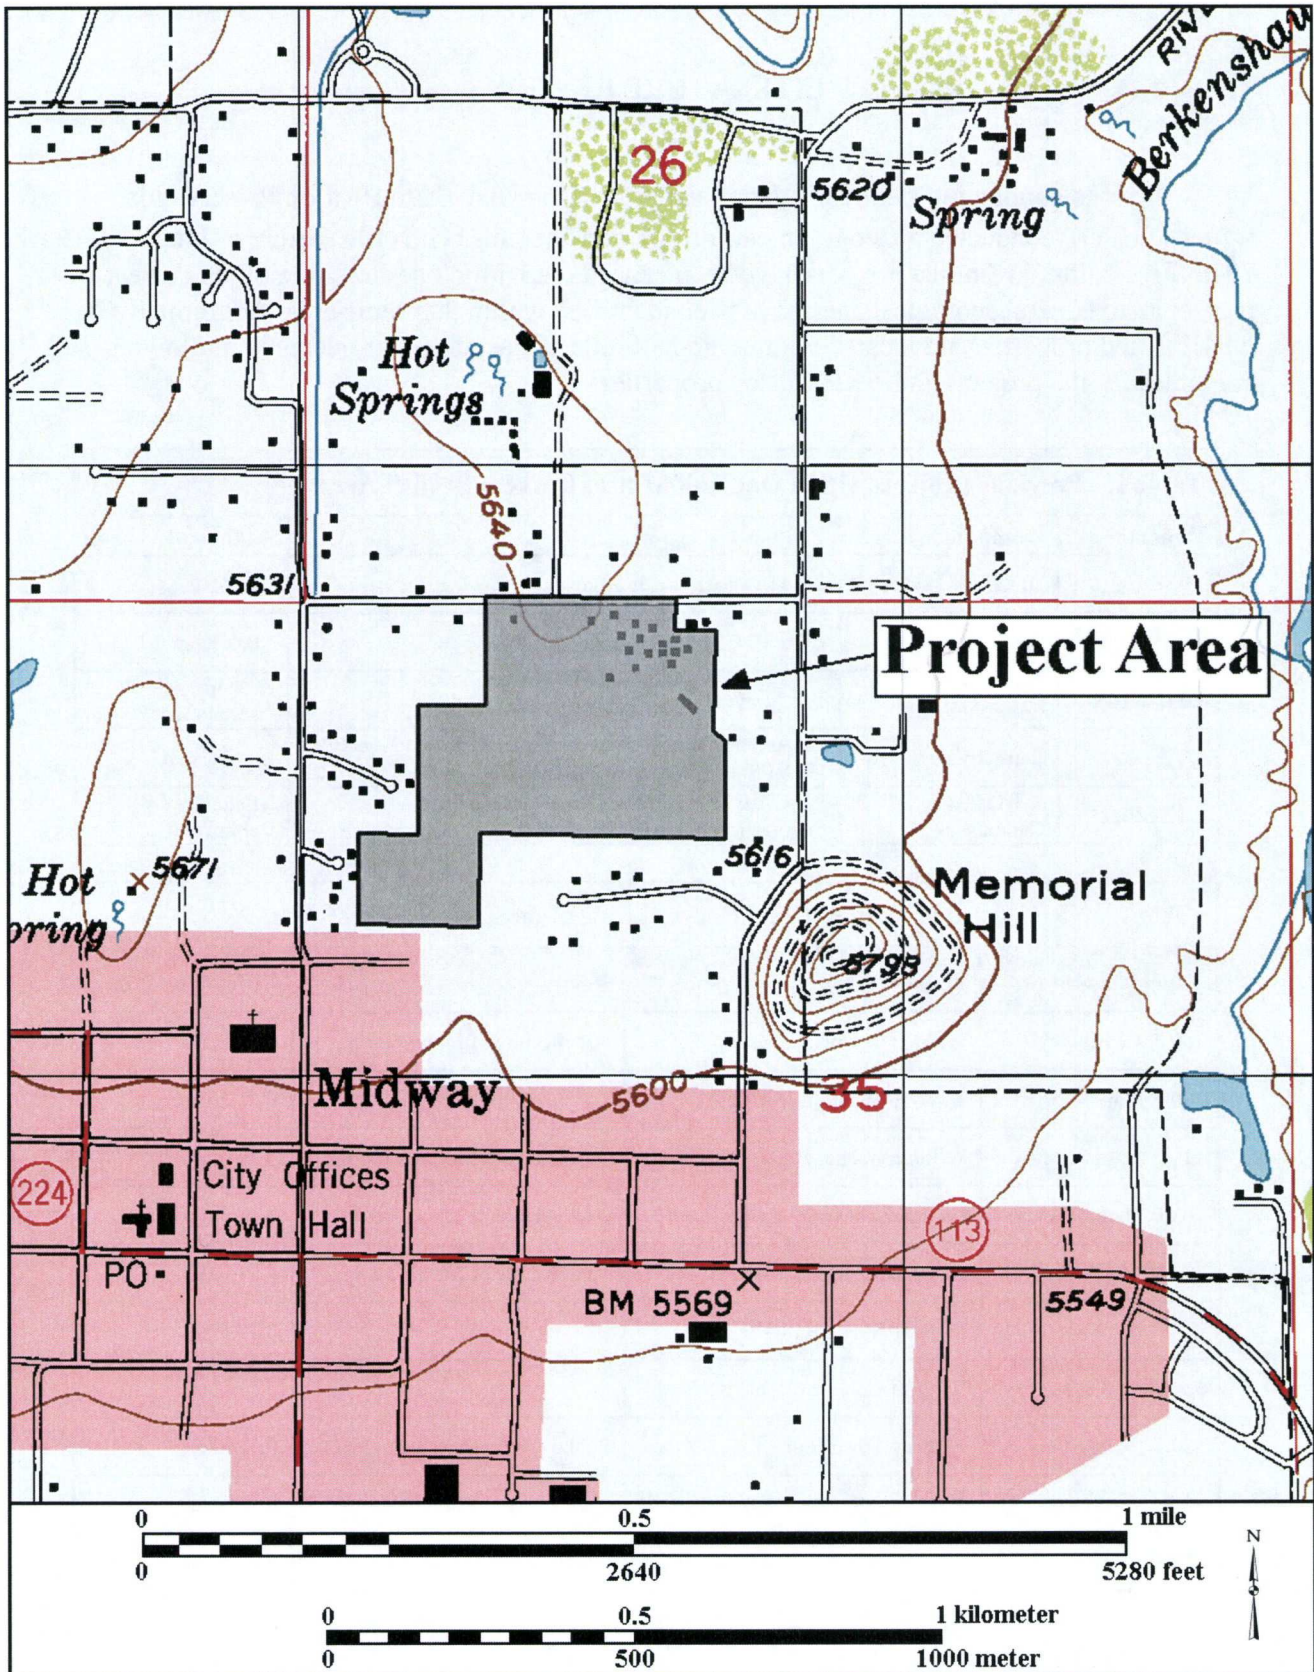 RIVE
Berkenshaw
26
5620
Spring
Hot
Springs
5640
5631
Project Area
5616
5671
Hot
pring
Memorial
Hill
5793
Midway
5600
35
City Offices
224
Town Hall
113
PO
BM 5569
5549
0 0.5 1 mile
0 2640 5280 feet
N
0 0.5 1 kilometer
0 500 1000 meter